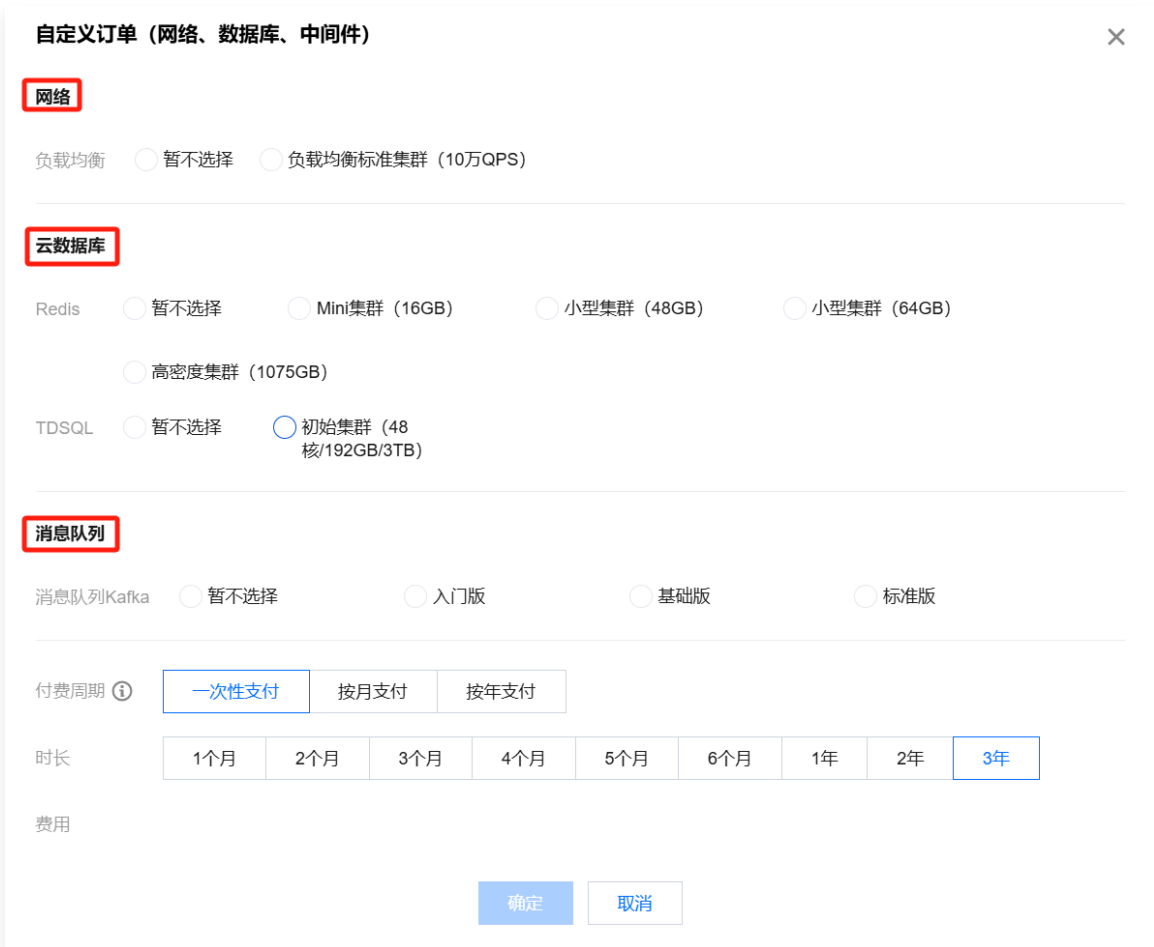 自定义订单（网络、数据库、中间件）
网络
负载均衡 暂不选择 负载均衡标准集群（10万QPS）
云数据库
Redis 暂不选择 Mini集群（16GB） 小型集群（48GB） 小型集群（64GB）
高密度集群（1075GB）
TDSQL 暂不选择 初始集群（48
核/192GB/3TB）
消息队列
消息队列Kafka 暂不选择 入门版 基础版 标准版
付费周期 一次性支付 按月支付 按年支付
时长 1个月 2个月 3个月 4个月 5个月 6个月 1年 2年 3年
费用
确定 取消